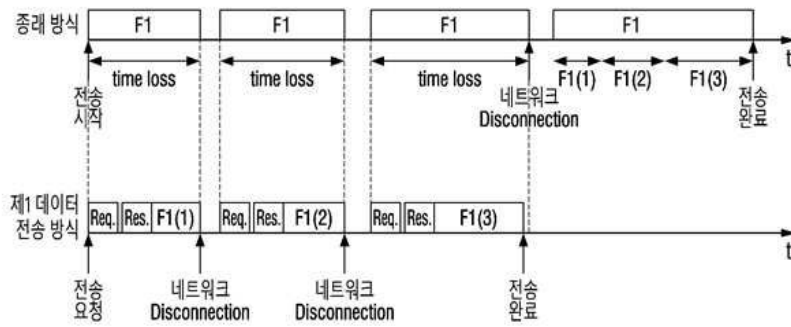 종래 방식
F1
F1
F1
F1
t
time loss
time loss
time loss
F1(1)
F1(2)
F1(3)
전송
시작
네트워크
Disconnection
전송
완료
제1 데이터
전송 방식
Req.
Res.
F1(1)
Req.
Res.
F1(2)
Req.
Res.
F1(3)
t
전송
요청
네트워크
Disconnection
네트워크
Disconnection
전송
완료